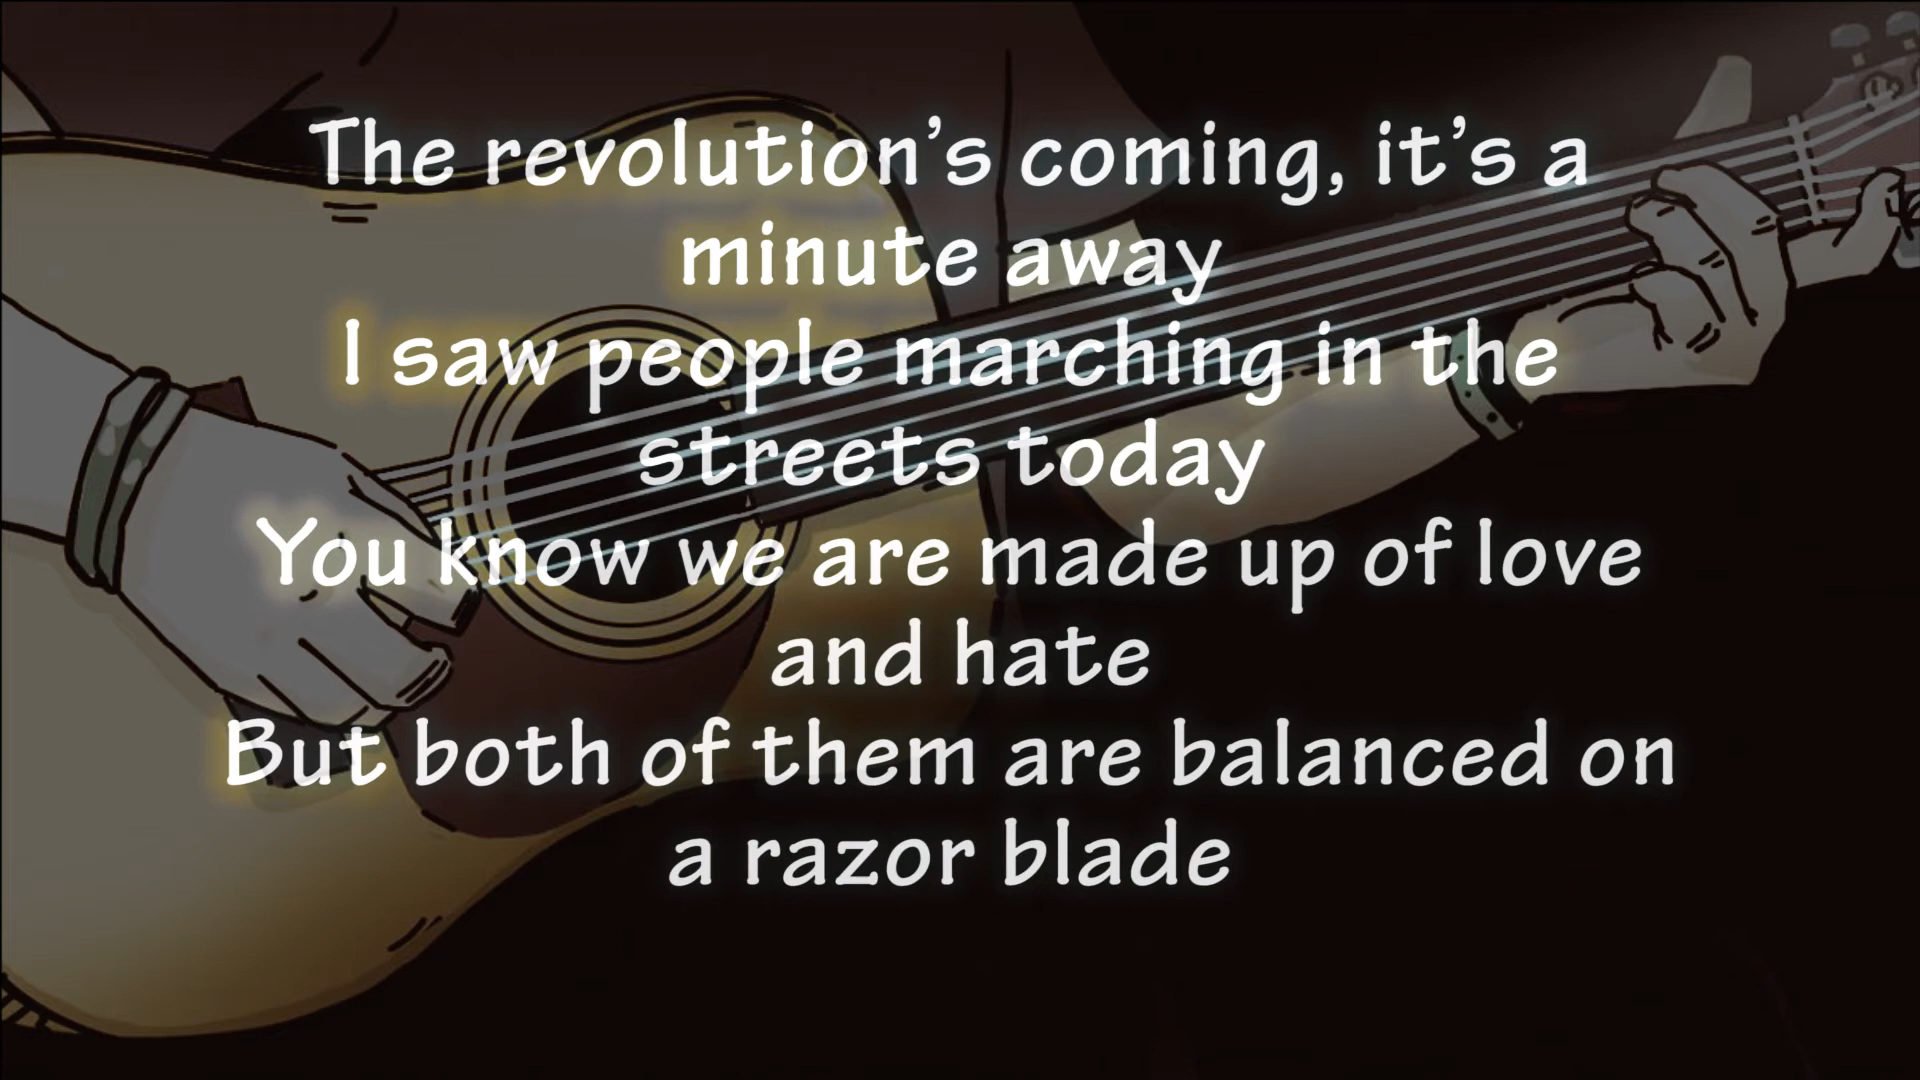 The revolution’s coming, it’s a
minute away
I saw people marching in the
streets today
You know we are made up of love
and hate
But both of them are balanced on
a razor blade